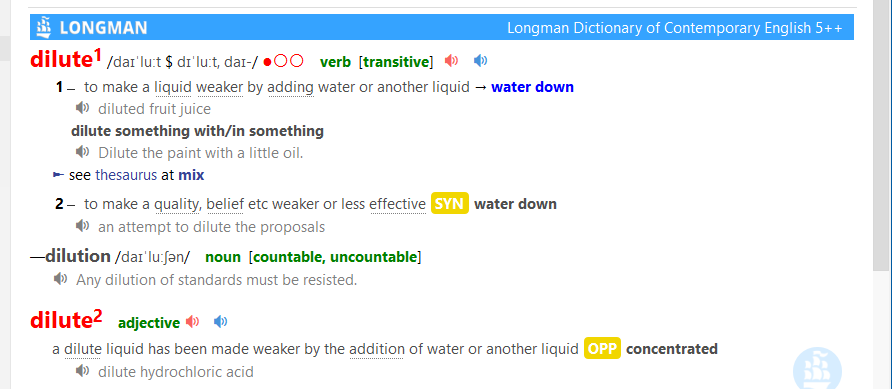 LONGMAN Longman Dictionary of Contemporary English 5++
dilute1 /daɪˈluːt $ dɪˈluːt, daɪ-/ ●○○ verb [transitive]
1 – to make a liquid weaker by adding water or another liquid → water down
diluted fruit juice
dilute something with/in something
Dilute the paint with a little oil.
► see thesaurus at mix
2 – to make a quality, belief etc weaker or less effective SYN water down
an attempt to dilute the proposals
—dilution /daɪˈluːʃən/ noun [countable, uncountable]
Any dilution of standards must be resisted.
dilute2 adjective
a dilute liquid has been made weaker by the addition of water or another liquid OPP concentrated
dilute hydrochloric acid